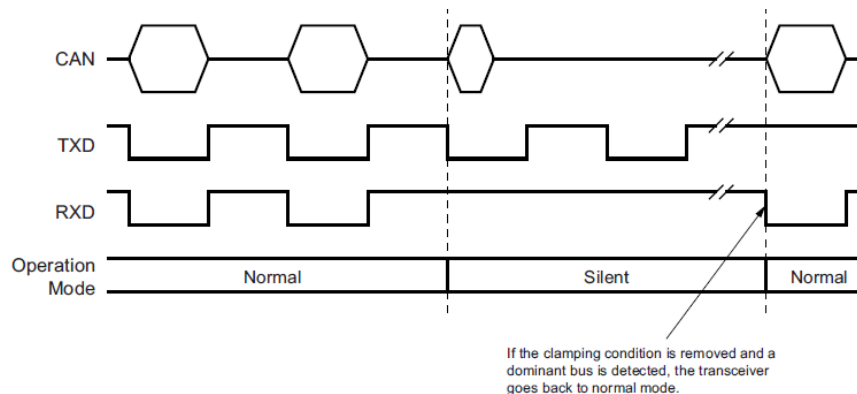 CAN
TXD
RXD
Operation
Mode
Normal
Silent
Normal
If the clamping condition is removed and a
dominant bus is detected, the transceiver
goes back to normal mode.